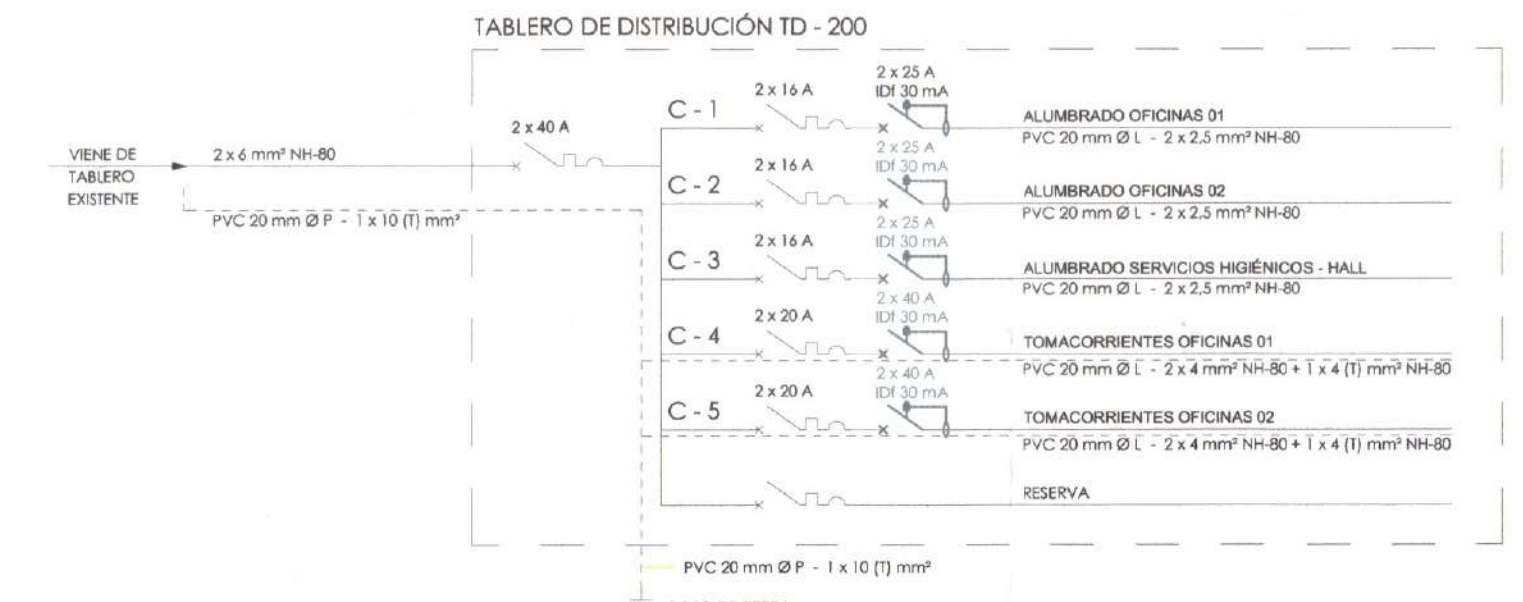 TABLERO DE DISTRIBUCIÓN TD - 200
VIENE DE
TABLERO
EXISTENTE
2 x 6 mm² NH-80
PVC 20 mm Ø P - 1 x 10 (T) mm²
2 x 40 A
C - 1
2 x 16 A
2 x 25 A
IDf 30 mA
ALUMBRADO OFICINAS 01
PVC 20 mm Ø L - 2 x 2,5 mm² NH-80
C - 2
2 x 16 A
2 x 25 A
IDf 30 mA
ALUMBRADO OFICINAS 02
PVC 20 mm Ø L - 2 x 2,5 mm² NH-80
C - 3
2 x 16 A
2 x 25 A
IDf 30 mA
ALUMBRADO SERVICIOS HIGIÉNICOS - HALL
PVC 20 mm Ø L - 2 x 2,5 mm² NH-80
C - 4
2 x 20 A
2 x 40 A
IDf 30 mA
TOMACORRIENTES OFICINAS 01
PVC 20 mm Ø L - 2 x 4 mm² NH-80 + 1 x 4 (T) mm² NH-80
C - 5
2 x 20 A
2 x 40 A
IDf 30 mA
TOMACORRIENTES OFICINAS 02
PVC 20 mm Ø L - 2 x 4 mm² NH-80 + 1 x 4 (T) mm² NH-80
RESERVA
PVC 20 mm Ø P - 1 x 10 (T) mm²